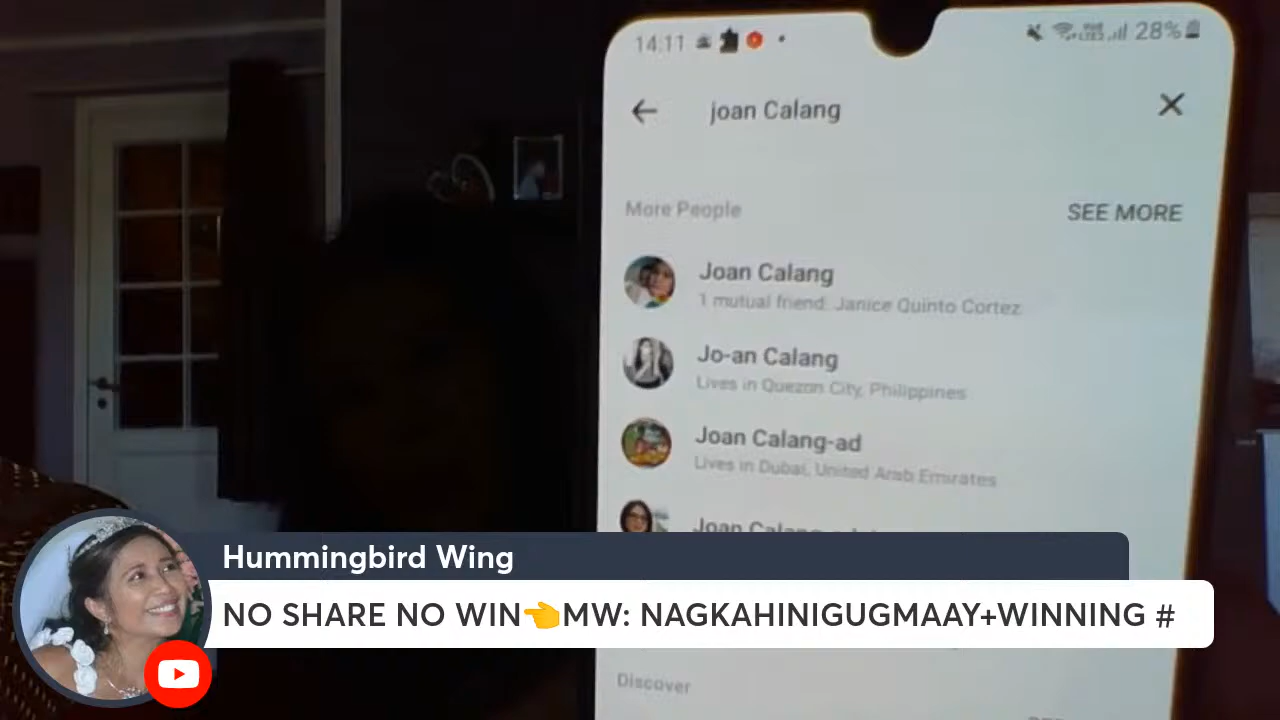 14:11 28%
joan Calang
More People SEE MORE
Joan Calang
1 mutual friend: Janice Quinto Cortez
Jo-an Calang
Lives in Quezon City, Philippines
Joan Calang-ad
Lives in Dubai, United Arab Emirates
Joan
Hummingbird Wing
NO SHARE NO WIN👈MW: NAGKAHINIGUGMAAY+WINNING #
Discover